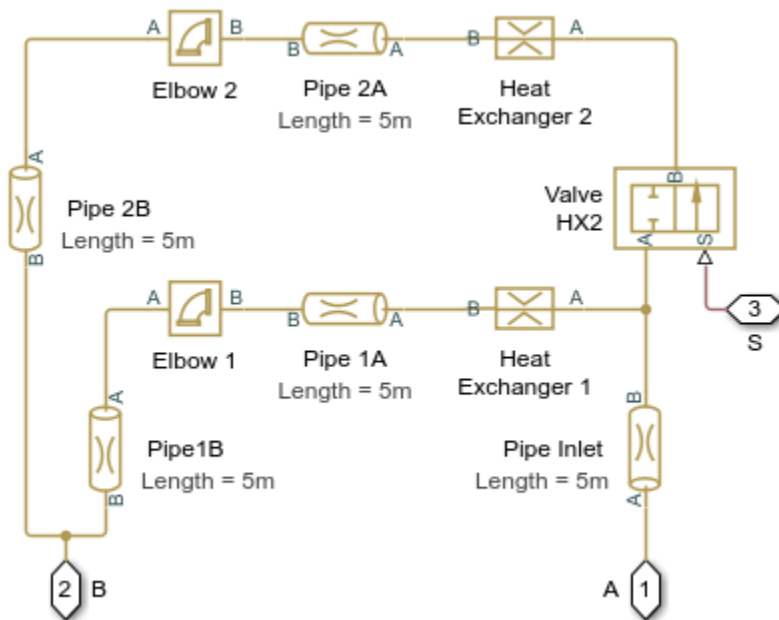 A B B A B A
Elbow 2 Pipe 2A Heat
Length = 5m Exchanger 2
A B
Pipe 2B Valve
Length = 5m HX2
B A S
A B B A B A 3
S
Elbow 1 Pipe 1A Heat
Length = 5m Exchanger 1
A B
Pipe1B Pipe Inlet
Length = 5m Length = 5m
B A
2 B A 1